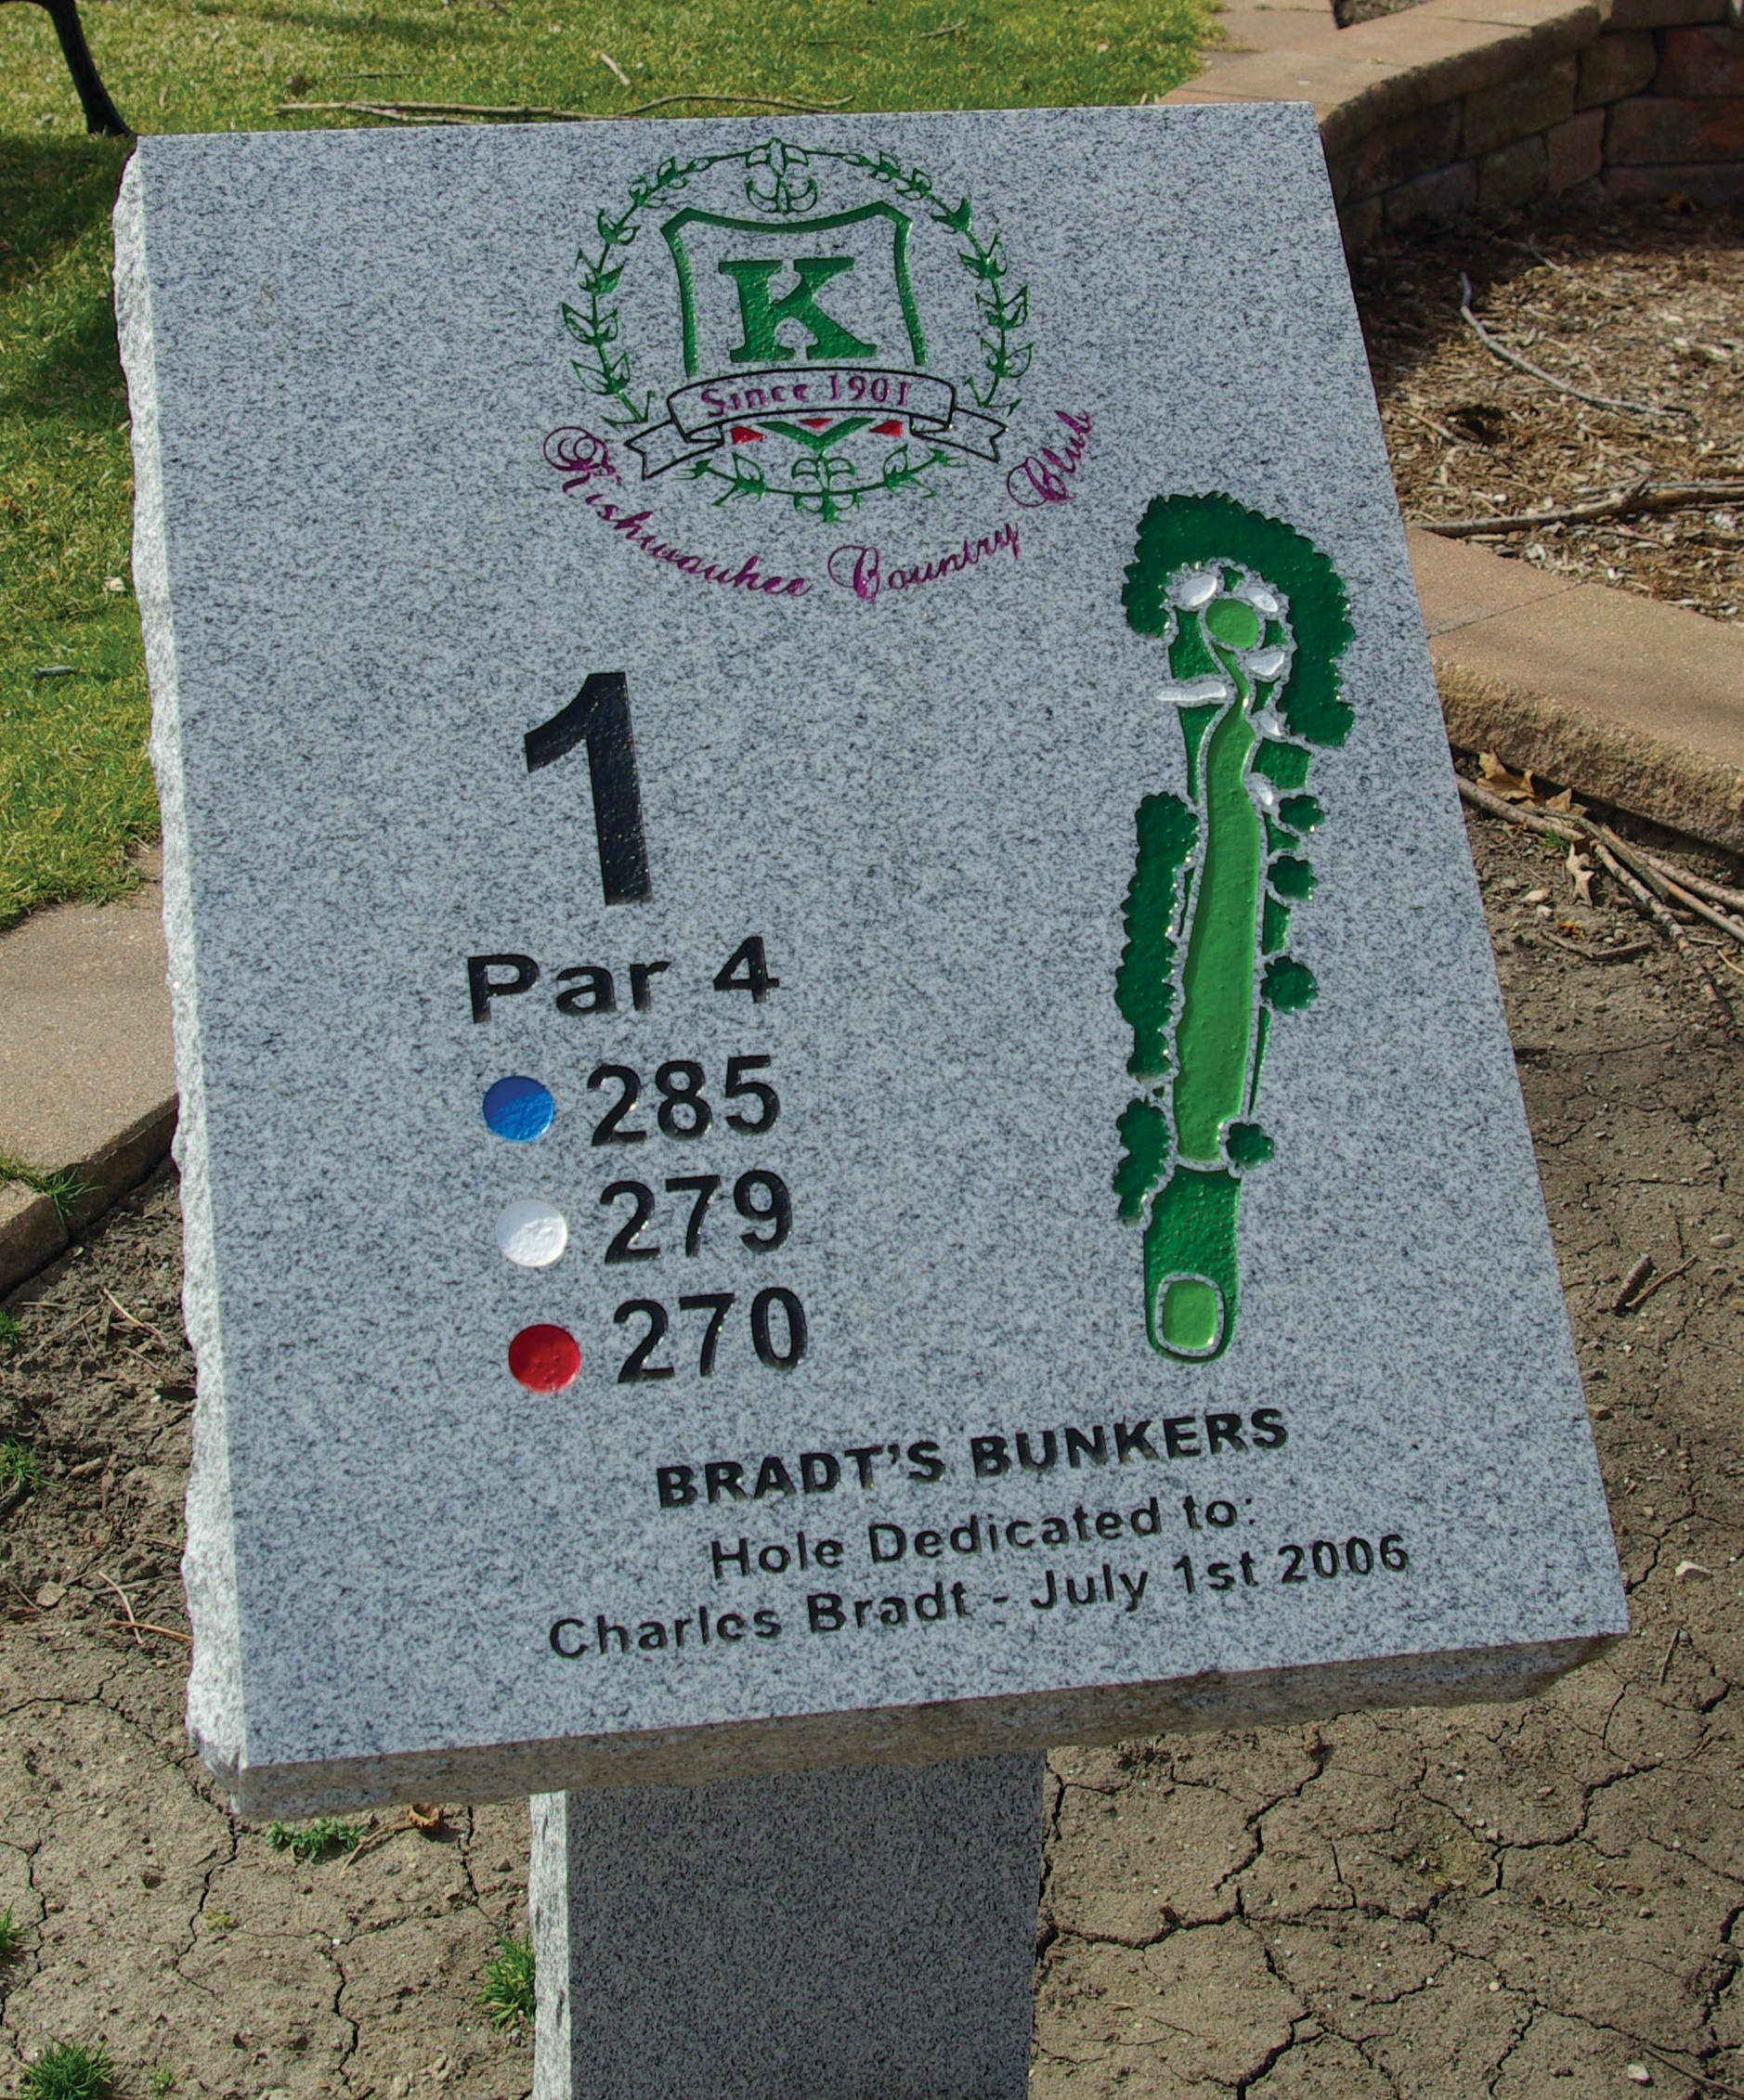 K
Since 1901
Kishwaukee Country Club
1
Par 4
285
279
270
BRADT'S BUNKERS
Hole Dedicated to:
Charles Bradt - July 1st 2006